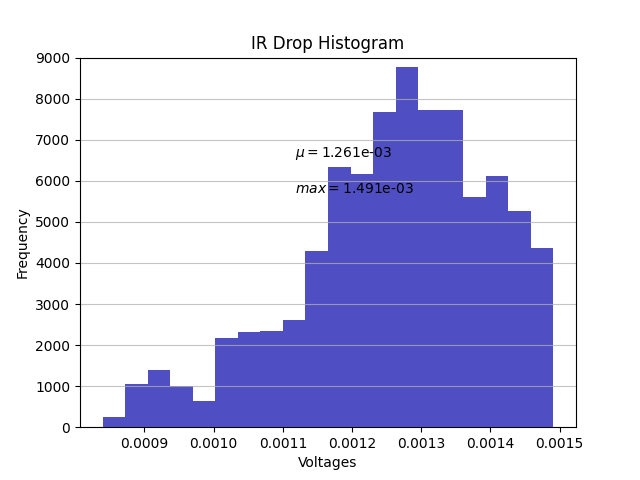 IR Drop Histogram
9000
8000
7000
6000
5000
4000
3000
2000
1000
0
Frequency
μ = 1.261e-03
max = 1.491e-03
0.0009 0.0010 0.0011 0.0012 0.0013 0.0014 0.0015
Voltages